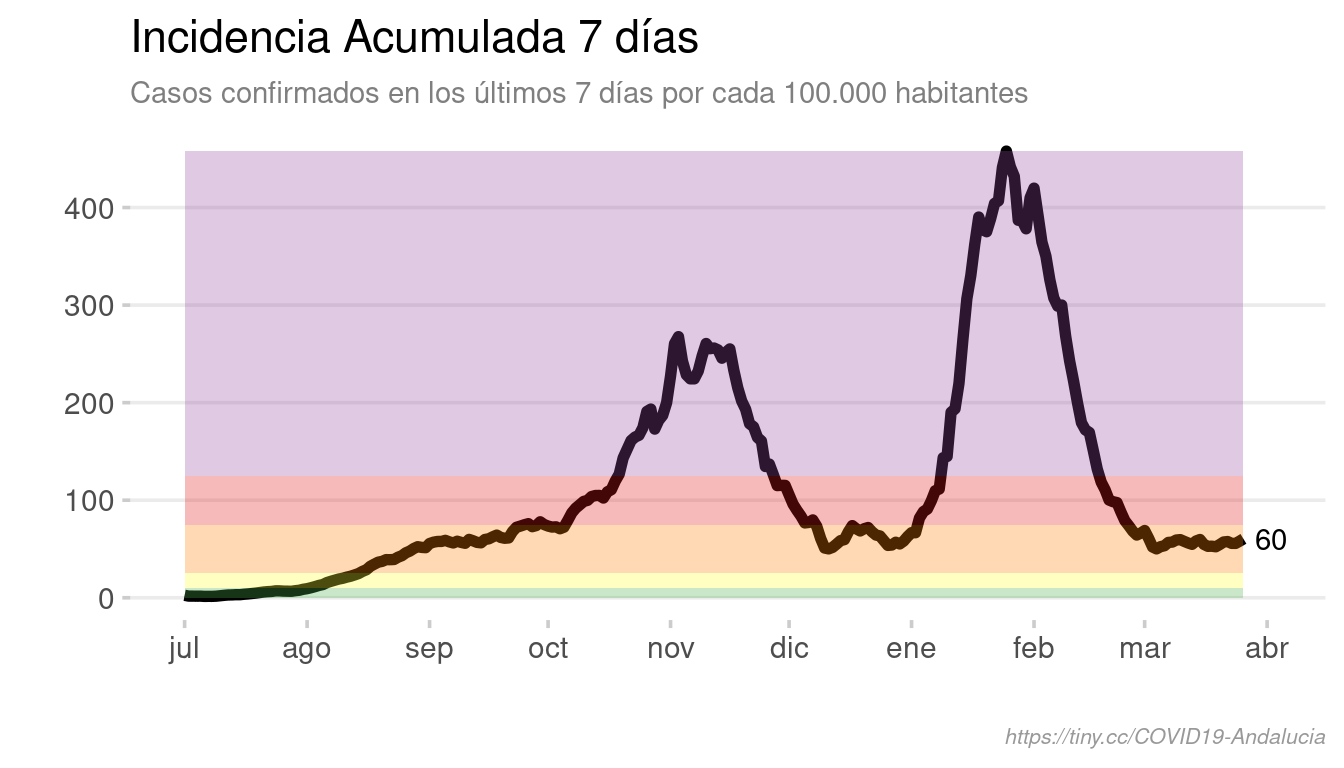 Incidencia Acumulada 7 días
Casos confirmados en los últimos 7 días por cada 100.000 habitantes
400
300
200
100
0
60
jul ago sep oct nov dic ene feb mar abr
https://tiny.cc/COVID19-Andalucia